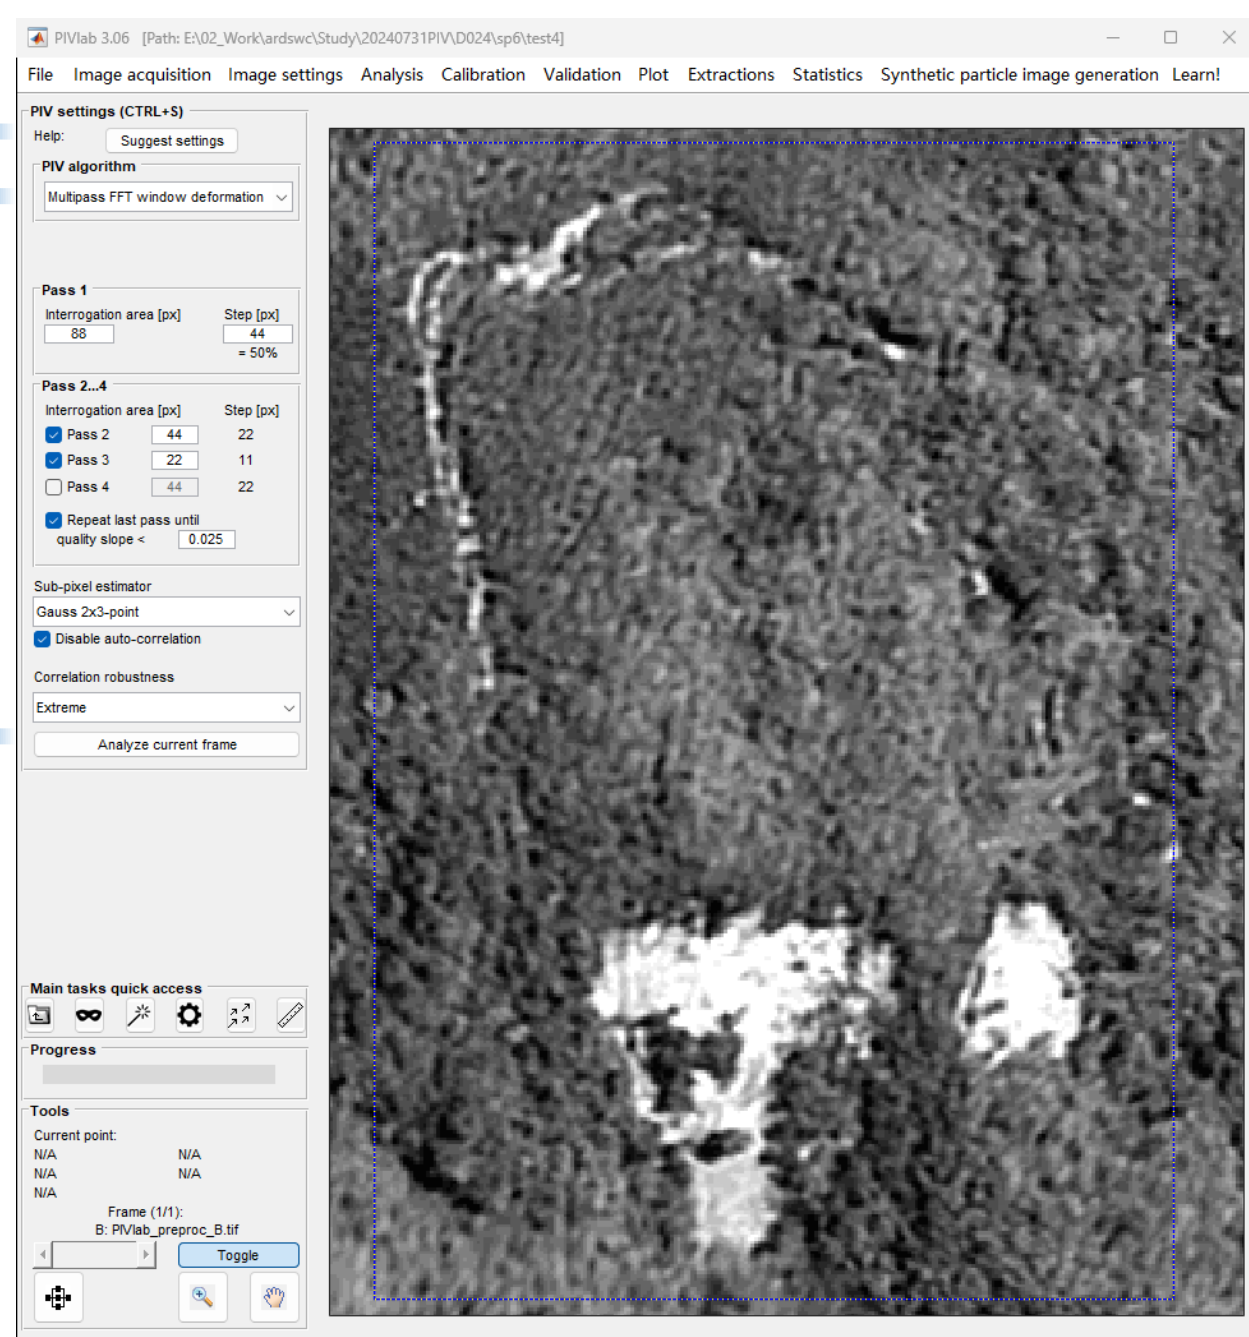 PIVlab 3.06 [Path: E:\02_Work\ardswc\Study\20240731PIV\D024\sp6\test4]
File Image acquisition Image settings Analysis Calibration Validation Plot Extractions Statistics Synthetic particle image generation Learn!
PIV settings (CTRL+S)
Help: Suggest settings
PIV algorithm
Multipass FFT window deformation
Pass 1
Interrogation area [px] Step [px]
88 44
= 50%
Pass 2...4
Interrogation area [px] Step [px]
Pass 2 44 22
Pass 3 22 11
Pass 4 44 22
Repeat last pass until
quality slope < 0.025
Sub-pixel estimator
Gauss 2x3-point
Disable auto-correlation
Correlation robustness
Extreme
Analyze current frame
Main tasks quick access
Progress
Tools
Current point:
N/A N/A
N/A N/A
N/A
Frame (1/1):
B: PIVlab_preproc_B.tif
Toggle